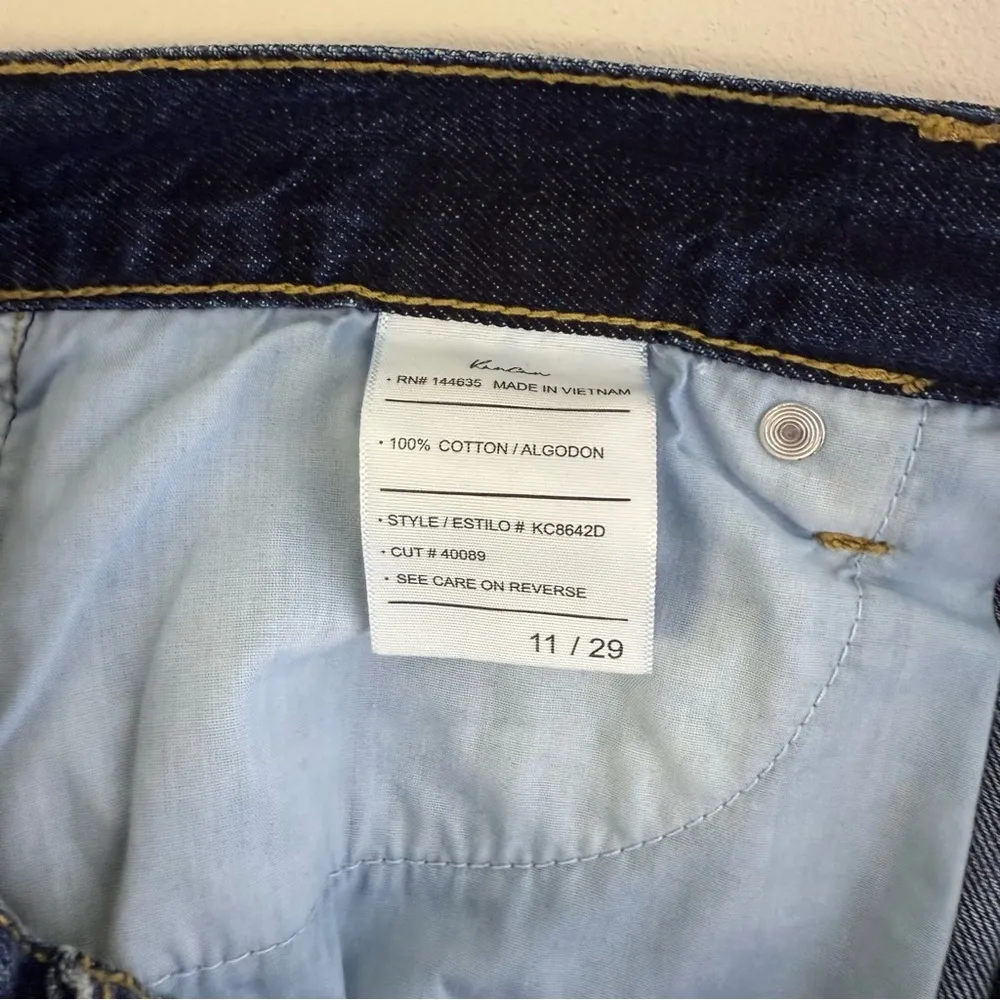 KanCan
• RN# 144635 MADE IN VIETNAM
• 100% COTTON / ALGODON
• STYLE / ESTILO # KC8642D
• CUT # 40089
• SEE CARE ON REVERSE
11 / 29